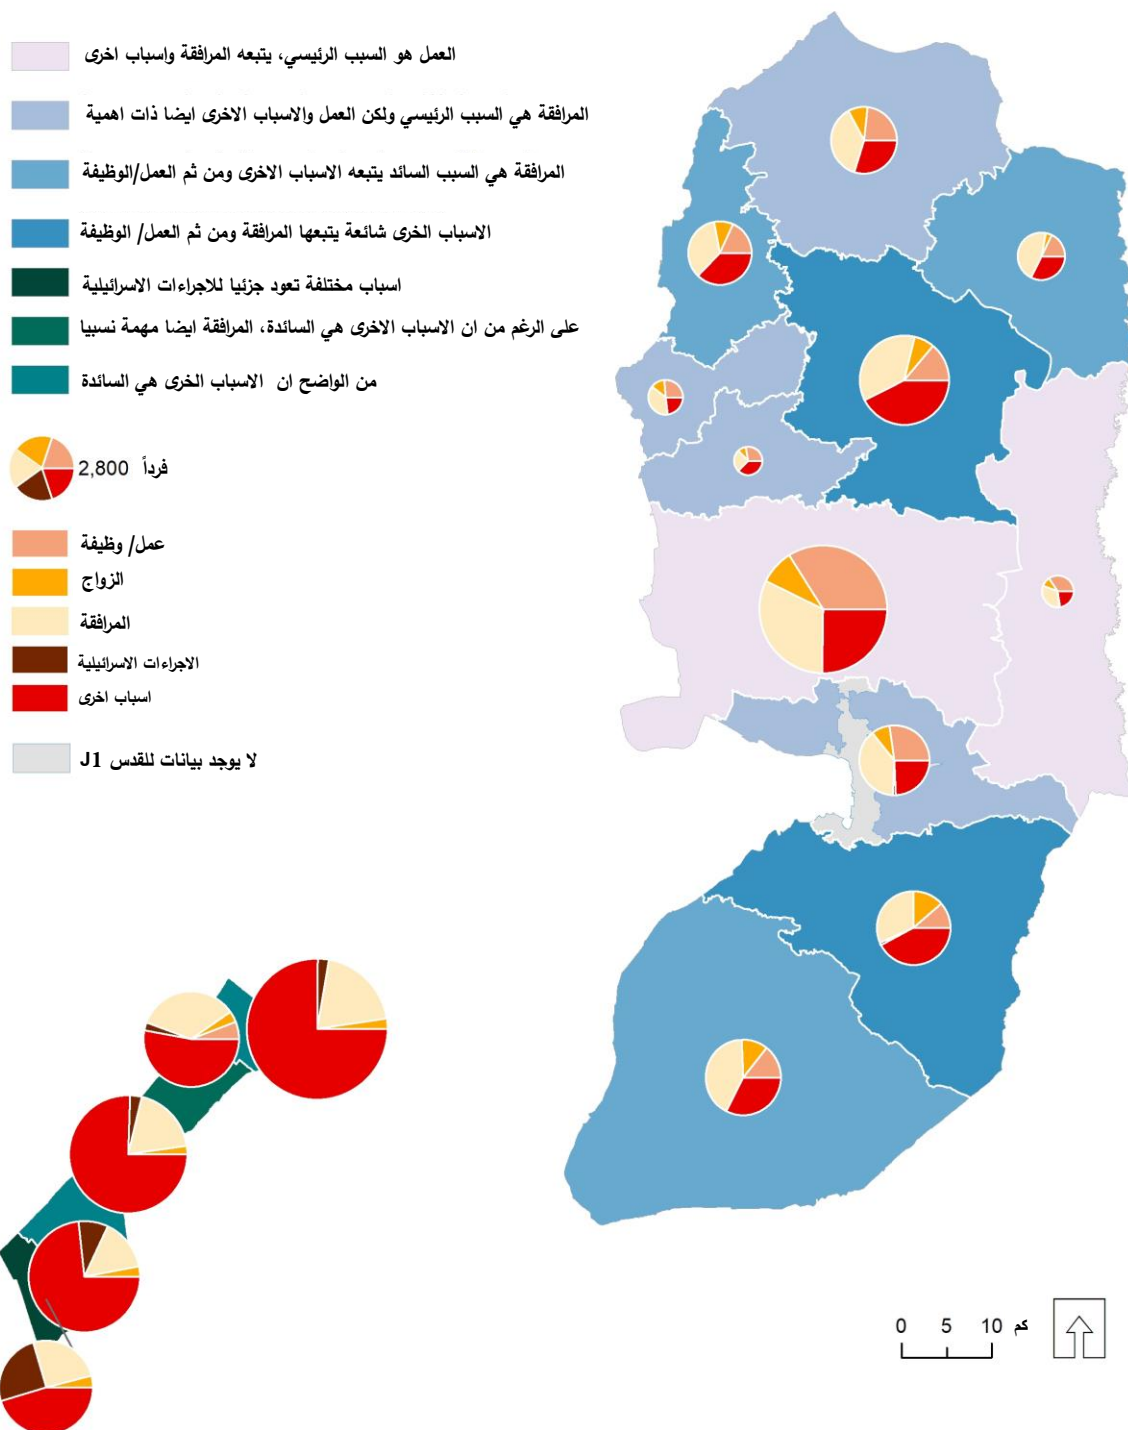 العمل هو السبب الرئيسي، يتبعه المرافقة واسباب اخرى
المرافقة هي السبب الرئيسي ولكن العمل والاسباب الاخرى ايضا ذات اهمية
المرافقة هي السبب السائد يتبعه الاسباب الاخرى ومن ثم العمل/الوظيفة
الاسباب الخرى شائعة يتبعها المرافقة ومن ثم العمل/ الوظيفة
اسباب مختلفة تعود جزئيا للاجراءات الاسرائيلية
على الرغم من ان الاسباب الاخرى هي السائدة، المرافقة ايضا مهمة نسبيا
من الواضح ان الاسباب الخرى هي السائدة
2,800 فرداً
عمل/ وظيفة
الزواج
المرافقة
الاجراءات الاسرائيلية
اسباب اخرى
لا يوجد بيانات للقدس J1
0 5 10 كم